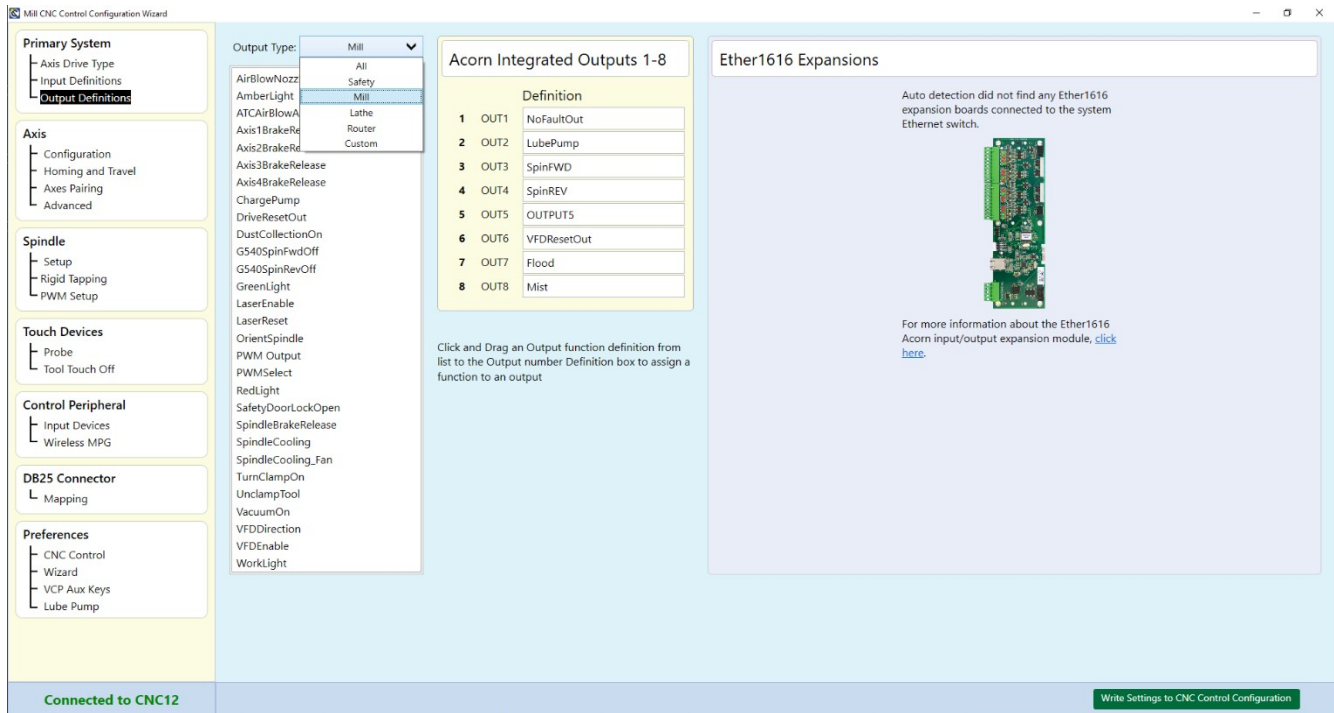 Mill CNC Control Configuration Wizard
Primary System
Axis Drive Type
Input Definitions
Output Definitions
Axis
Configuration
Homing and Travel
Axes Pairing
Advanced
Spindle
Setup
Rigid Tapping
PWM Setup
Touch Devices
Probe
Tool Touch Off
Control Peripheral
Input Devices
Wireless MPG
DB25 Connector
Mapping
Preferences
CNC Control
Wizard
VCP Aux Keys
Lube Pump
Connected to CNC12
Output Type: Mill
All
Safety
Mill
Lathe
Router
Custom
AirBlowNozz
AmberLight
ATCAirBlowA
Axis1BrakeRe
Axis2BrakeRe
Axis3BrakeRelease
Axis4BrakeRelease
ChargePump
DriveResetOut
DustCollectionOn
G540SpinFwdOff
G540SpinRevOff
GreenLight
LaserEnable
LaserReset
OrientSpindle
PWM Output
PWMSelect
RedLight
SafetyDoorLockOpen
SpindleBrakeRelease
SpindleCooling
SpindleCooling_Fan
TurnClampOn
UnclampTool
VacuumOn
VFDDirection
VFDEnable
WorkLight
Acorn Integrated Outputs 1-8
Definition
1 OUT1 NoFaultOut
2 OUT2 LubePump
3 OUT3 SpinFWD
4 OUT4 SpinREV
5 OUT5 OUTPUT5
6 OUT6 VFDResetOut
7 OUT7 Flood
8 OUT8 Mist
Click and Drag an Output function definition from
list to the Output number Definition box to assign a
function to an output
Ether1616 Expansions
Auto detection did not find any Ether1616
expansion boards connected to the system
Ethernet switch.
For more information about the Ether1616
Acorn input/output expansion module, click
here.
Write Settings to CNC Control Configuration